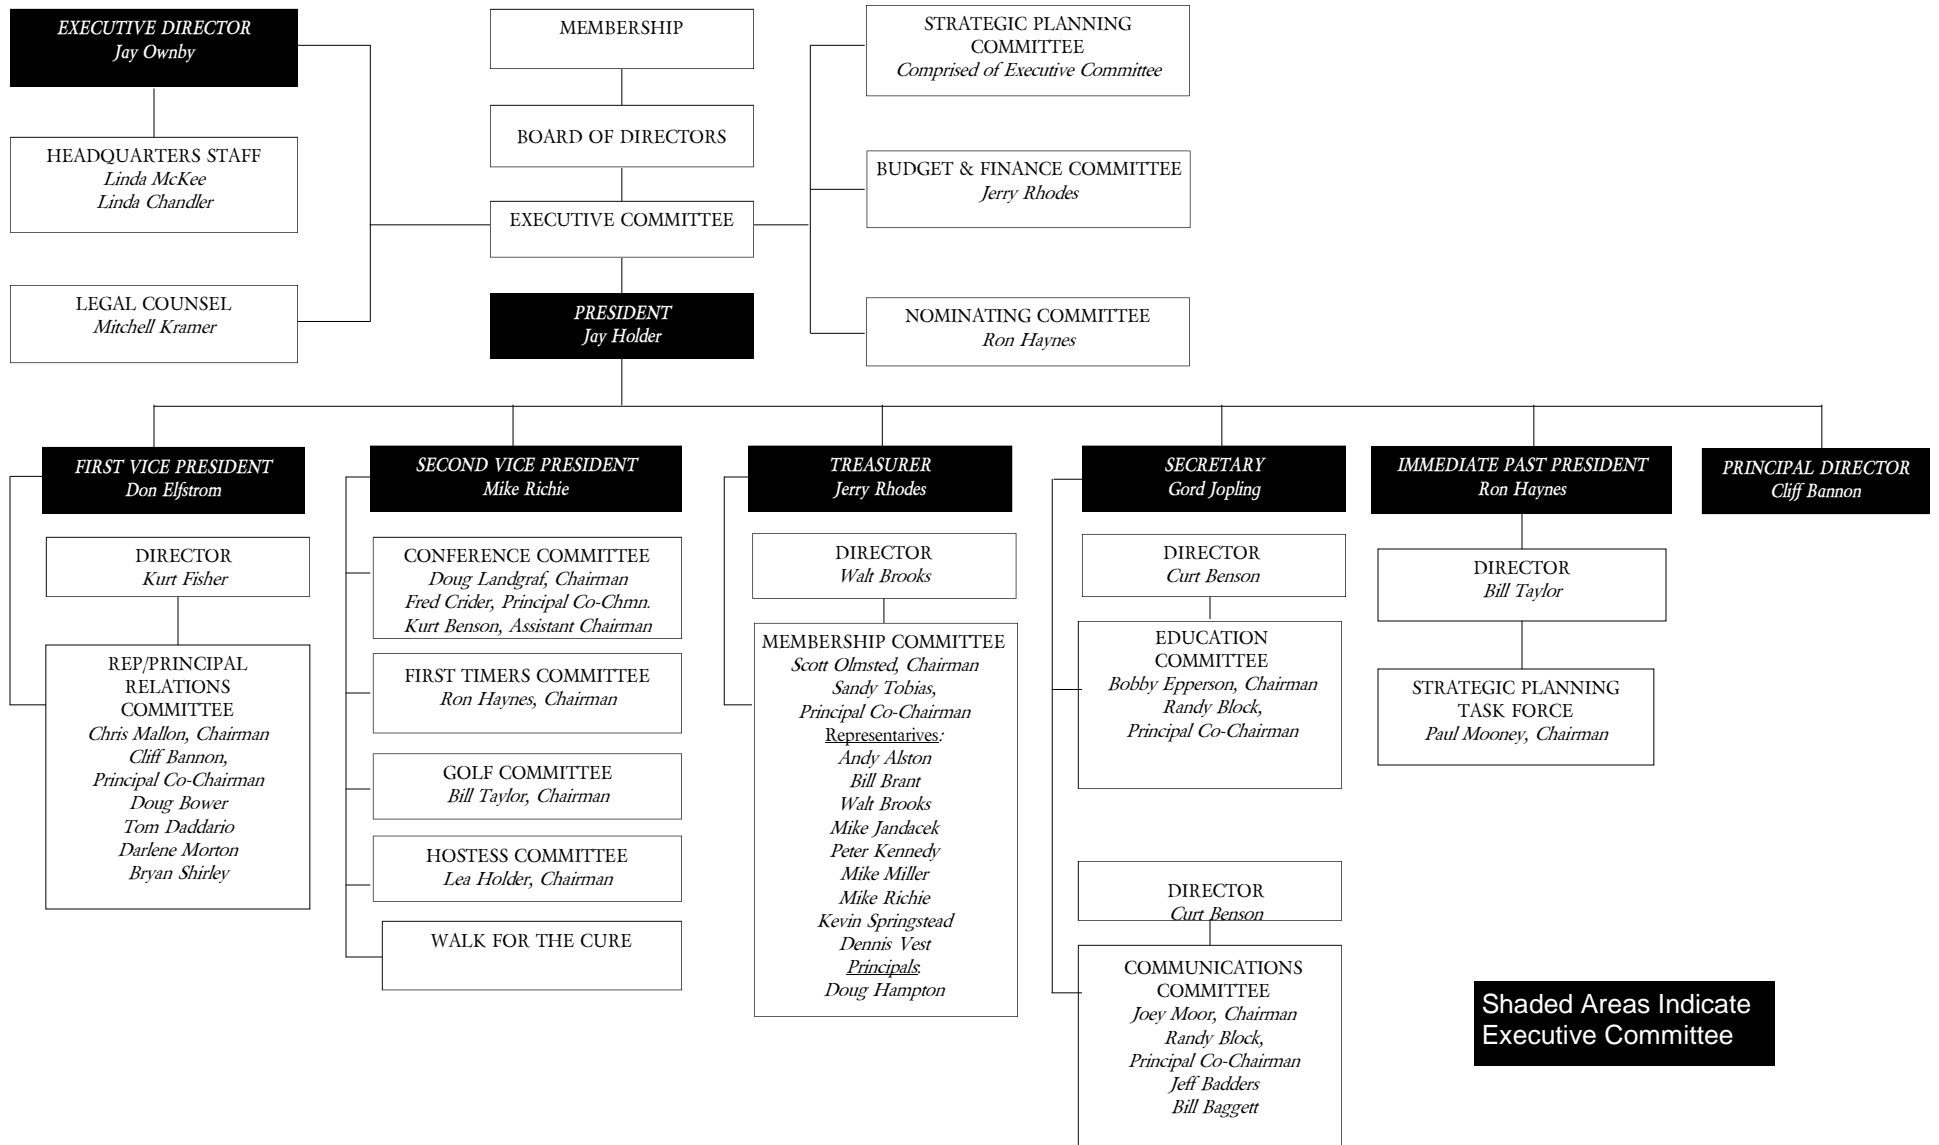 EXECUTIVE DIRECTOR
Jay Ownby
HEADQUARTERS STAFF
Linda McKee
Linda Chandler
LEGAL COUNSEL
Mitchell Kramer
MEMBERSHIP
BOARD OF DIRECTORS
EXECUTIVE COMMITTEE
PRESIDENT
Jay Holder
STRATEGIC PLANNING
COMMITTEE
Comprised of Executive Committee
BUDGET & FINANCE COMMITTEE
Jerry Rhodes
NOMINATING COMMITTEE
Ron Haynes
FIRST VICE PRESIDENT
Don Elfstrom
DIRECTOR
Kurt Fisher
REP/PRINCIPAL
RELATIONS
COMMITTEE
Chris Mallon, Chairman
Cliff Bannon,
Principal Co-Chairman
Doug Bower
Tom Daddario
Darlene Morton
Bryan Shirley
SECOND VICE PRESIDENT
Mike Richie
CONFERENCE COMMITTEE
Doug Landgraf, Chairman
Fred Crider, Principal Co-Chmn.
Kurt Benson, Assistant Chairman
FIRST TIMERS COMMITTEE
Ron Haynes, Chairman
GOLF COMMITTEE
Bill Taylor, Chairman
HOSTESS COMMITTEE
Lea Holder, Chairman
WALK FOR THE CURE
TREASURER
Jerry Rhodes
DIRECTOR
Walt Brooks
MEMBERSHIP COMMITTEE
Scott Olmsted, Chairman
Sandy Tobias,
Principal Co-Chairman
Representarives:
Andy Alston
Bill Brant
Walt Brooks
Mike Jandacek
Peter Kennedy
Mike Miller
Mike Richie
Kevin Springstead
Dennis Vest
Principals:
Doug Hampton
SECRETARY
Gord Jopling
DIRECTOR
Curt Benson
EDUCATION
COMMITTEE
Bobby Epperson, Chairman
Randy Block,
Principal Co-Chairman
DIRECTOR
Curt Benson
COMMUNICATIONS
COMMITTEE
Joey Moor, Chairman
Randy Block,
Principal Co-Chairman
Jeff Badders
Bill Baggett
IMMEDIATE PAST PRESIDENT
Ron Haynes
DIRECTOR
Bill Taylor
STRATEGIC PLANNING
TASK FORCE
Paul Mooney, Chairman
PRINCIPAL DIRECTOR
Cliff Bannon
Shaded Areas Indicate
Executive Committee